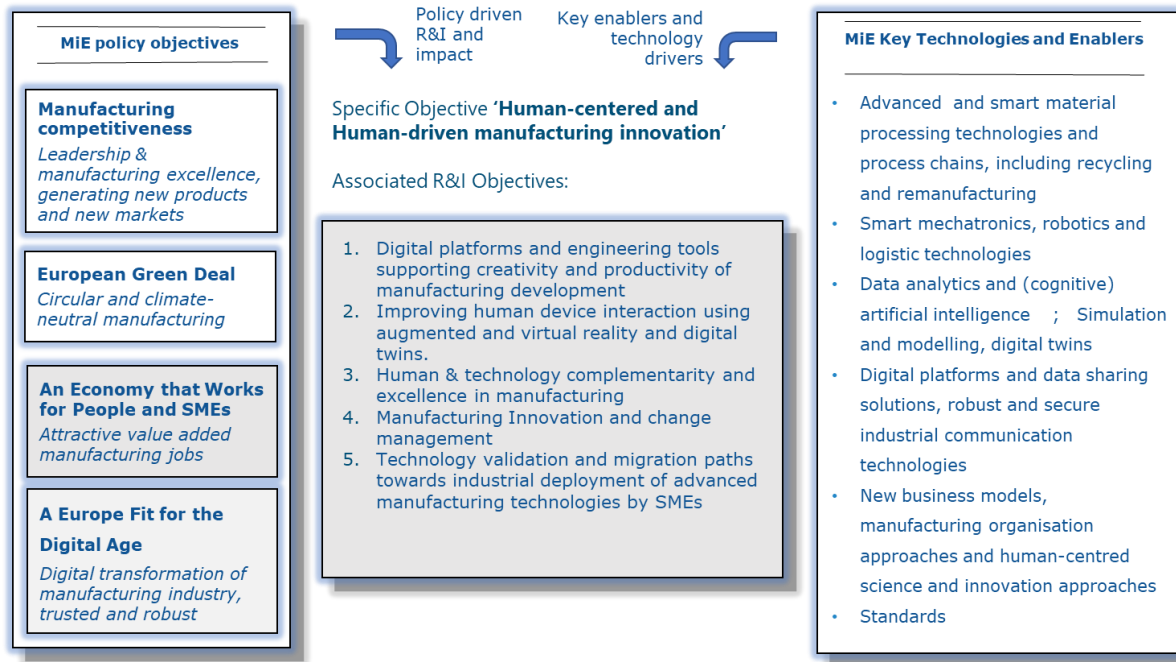 MiE policy objectives
Manufacturing
competitiveness
Leadership &
manufacturing excellence,
generating new products
and new markets
European Green Deal
Circular and climate-
neutral manufacturing
An Economy that Works
for People and SMEs
Attractive value added
manufacturing jobs
A Europe Fit for the
Digital Age
Digital transformation of
manufacturing industry,
trusted and robust
Policy driven
R&I and
impact
Key enablers and
technology
drivers
Specific Objective ‘Human-centered and
Human-driven manufacturing innovation’
Associated R&I Objectives:
1. Digital platforms and engineering tools
supporting creativity and productivity of
manufacturing development
2. Improving human device interaction using
augmented and virtual reality and digital
twins.
3. Human & technology complementarity and
excellence in manufacturing
4. Manufacturing Innovation and change
management
5. Technology validation and migration paths
towards industrial deployment of advanced
manufacturing technologies by SMEs
MiE Key Technologies and Enablers
• Advanced and smart material
processing technologies and
process chains, including recycling
and remanufacturing
• Smart mechatronics, robotics and
logistic technologies
• Data analytics and (cognitive)
artificial intelligence ; Simulation
and modelling, digital twins
• Digital platforms and data sharing
solutions, robust and secure
industrial communication
technologies
• New business models,
manufacturing organisation
approaches and human-centred
science and innovation approaches
• Standards